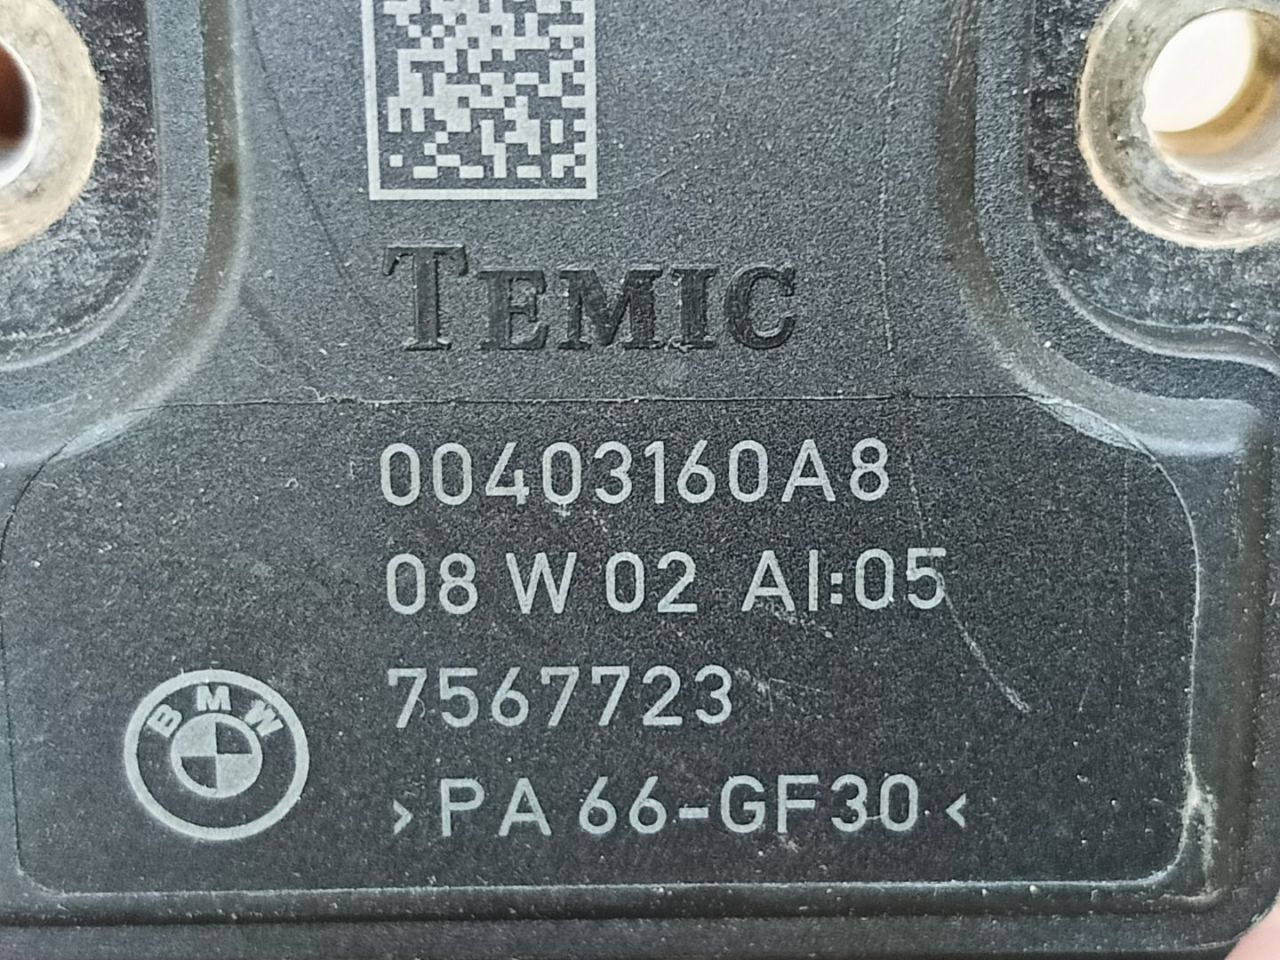 TEMIC
00403160A8
08 W 02 AI:05
7567723
BMW
>PA 66-GF30<